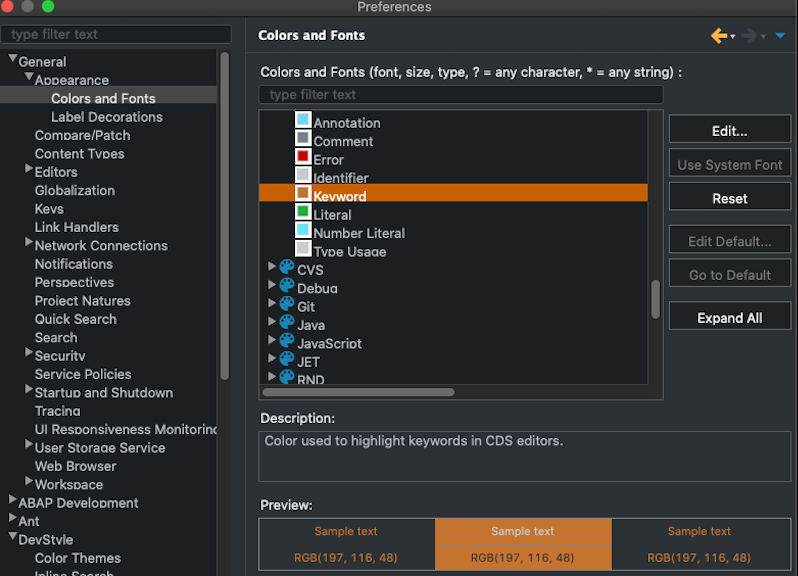 Preferences
type filter text
General
Appearance
Colors and Fonts
Label Decorations
Compare/Patch
Content Types
Editors
Globalization
Keys
Link Handlers
Network Connections
Notifications
Perspectives
Project Natures
Quick Search
Search
Security
Service Policies
Startup and Shutdown
Tracing
UI Responsiveness Monitoring
User Storage Service
Web Browser
Workspace
ABAP Development
Ant
DevStyle
Color Themes
Inline Search
Colors and Fonts
Colors and Fonts (font, size, type, ? = any character, * = any string) :
type filter text
Annotation
Comment
Error
Identifier
Keyword
Literal
Number Literal
Type Usage
CVS
Debug
Git
Java
JavaScript
JET
RND
Edit...
Use System Font
Reset
Edit Default...
Go to Default
Expand All
Description:
Color used to highlight keywords in CDS editors.
Preview:
Sample text Sample text Sample text
RGB(197, 116, 48) RGB(197, 116, 48) RGB(197, 116, 48)